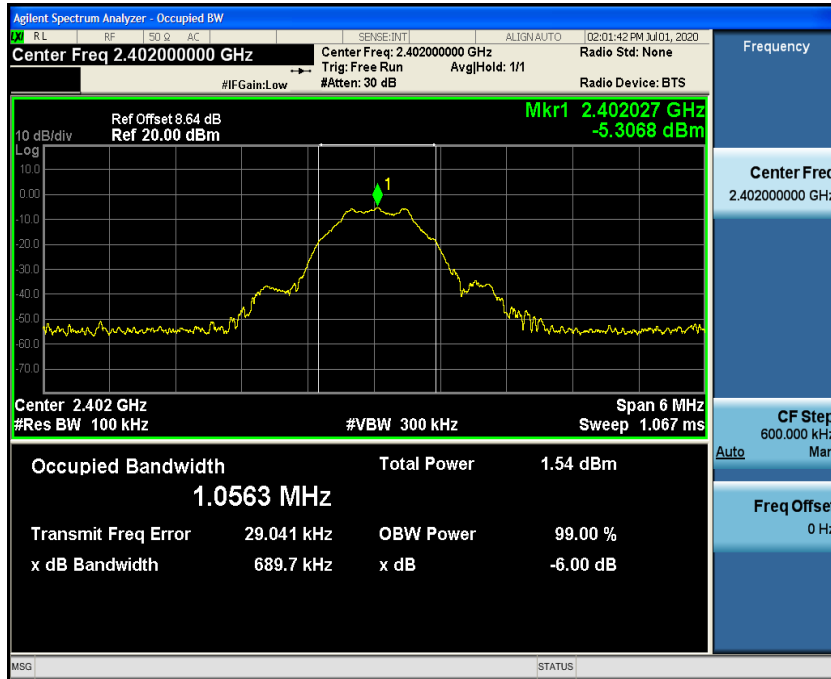 Agilent Spectrum Analyzer - Occupied BW
LXI RL RF 50 Ω AC SENSE:INT ALIGN AUTO 02:01:42 PM Jul 01, 2020
Center Freq 2.402000000 GHz
Center Freq: 2.402000000 GHz
Radio Std: None
Trig: Free Run Avg|Hold: 1/1
#IFGain:Low #Atten: 30 dB Radio Device: BTS
Frequency
Ref Offset 8.64 dB
10 dB/div Ref 20.00 dBm
Mkr1 2.402027 GHz
-5.3068 dBm
Log
10.0
0.00
-10.0
-20.0
-30.0
-40.0
-50.0
-60.0
-70.0
1
Center 2.402 GHz Span 6 MHz
#Res BW 100 kHz #VBW 300 kHz Sweep 1.067 ms
Center Freq
2.402000000 GHz
CF Step
600.000 kHz
Auto Man
Freq Offset
0 Hz
Occupied Bandwidth Total Power 1.54 dBm
1.0563 MHz
Transmit Freq Error 29.041 kHz OBW Power 99.00 %
x dB Bandwidth 689.7 kHz x dB -6.00 dB
MSG STATUS